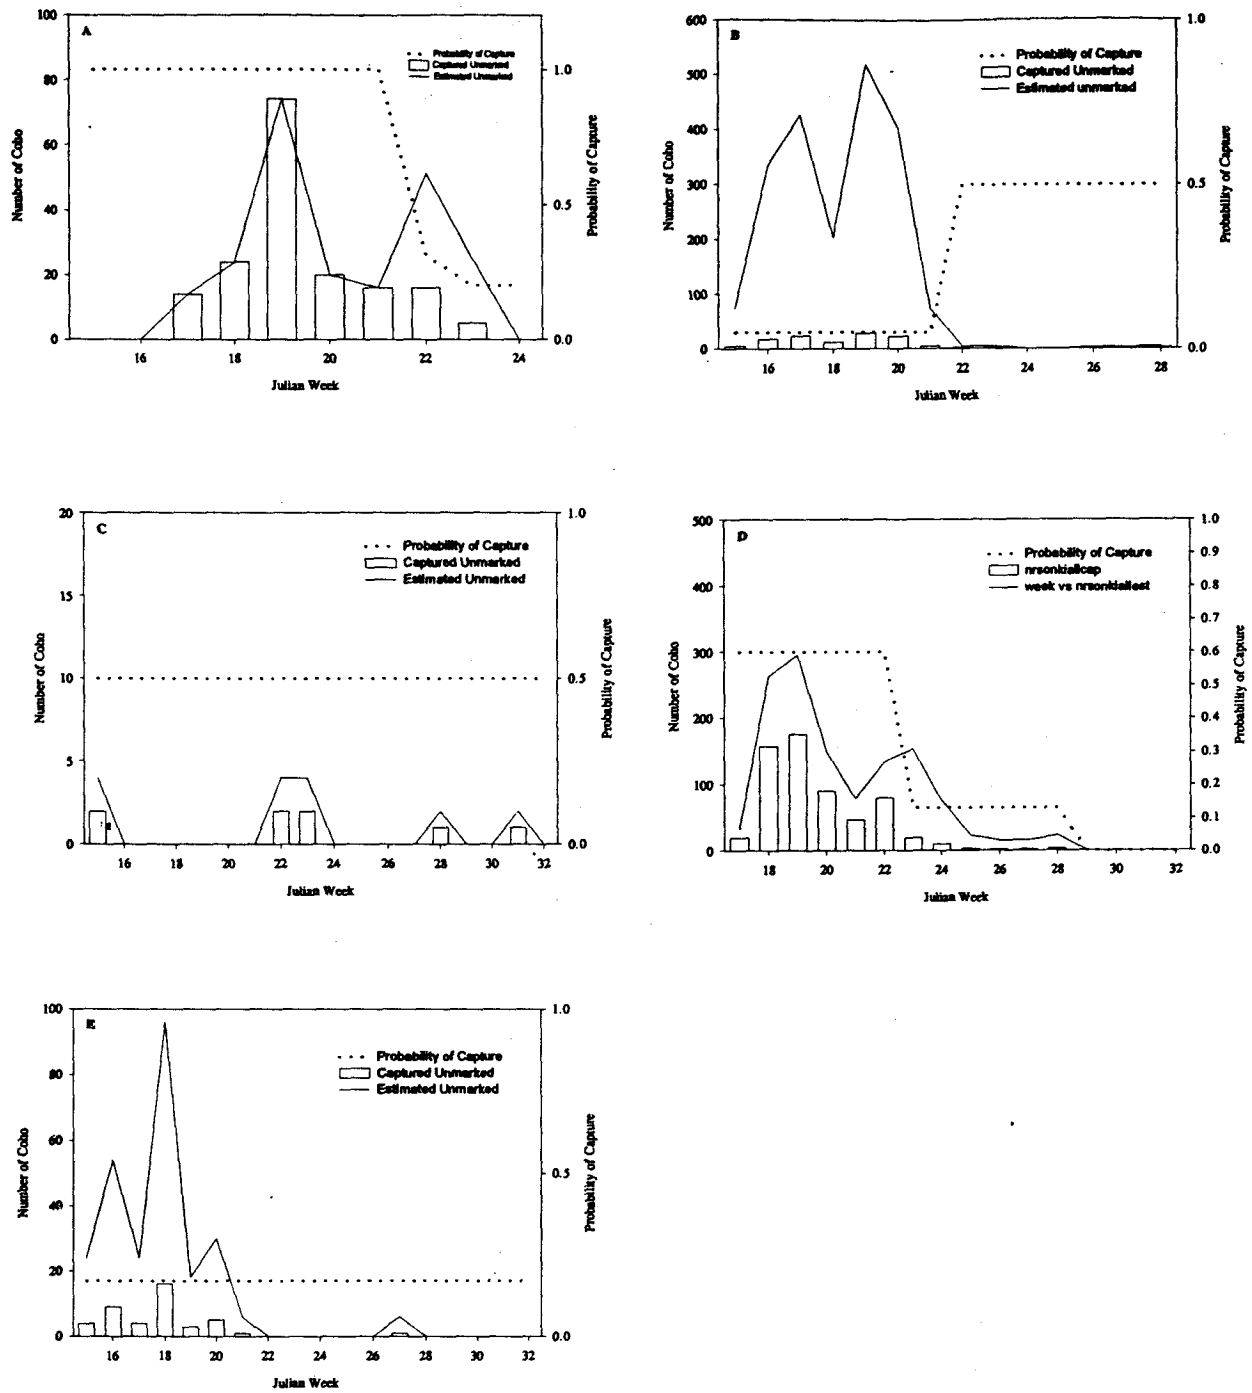 A
Probability of Capture
Captured Unmarked
Estimated Unmarked
100
80
60
40
20
0
1.0
0.5
0.0
16 18 20 22 24
Number of Coho
Probability of Capture
Julian Week
B
Probability of Capture
Captured Unmarked
Estimated unmarked
600
500
400
300
200
100
0
1.0
0.5
0.0
16 18 20 22 24 26 28
Number of Coho
Probability of Capture
Julian Week
C
Probability of Capture
Captured Unmarked
Estimated Unmarked
20
15
10
5
0
1.0
0.5
0.0
16 18 20 22 24 26 28 30 32
Number of Coho
Probability of Capture
Julian Week
D
Probability of Capture
nrsonkiallcap
week vs nrsonkiallest
500
400
300
200
100
0
1.0
0.9
0.8
0.7
0.6
0.5
0.4
0.3
0.2
0.1
0.0
18 20 22 24 26 28 30 32
Number of Coho
Probability of Capture
Julian Week
E
Probability of Capture
Captured Unmarked
Estimated Unmarked
100
80
60
40
20
0
1.0
0.5
0.0
16 18 20 22 24 26 28 30 32
Number of Coho
Probability of Capture
Julian Week